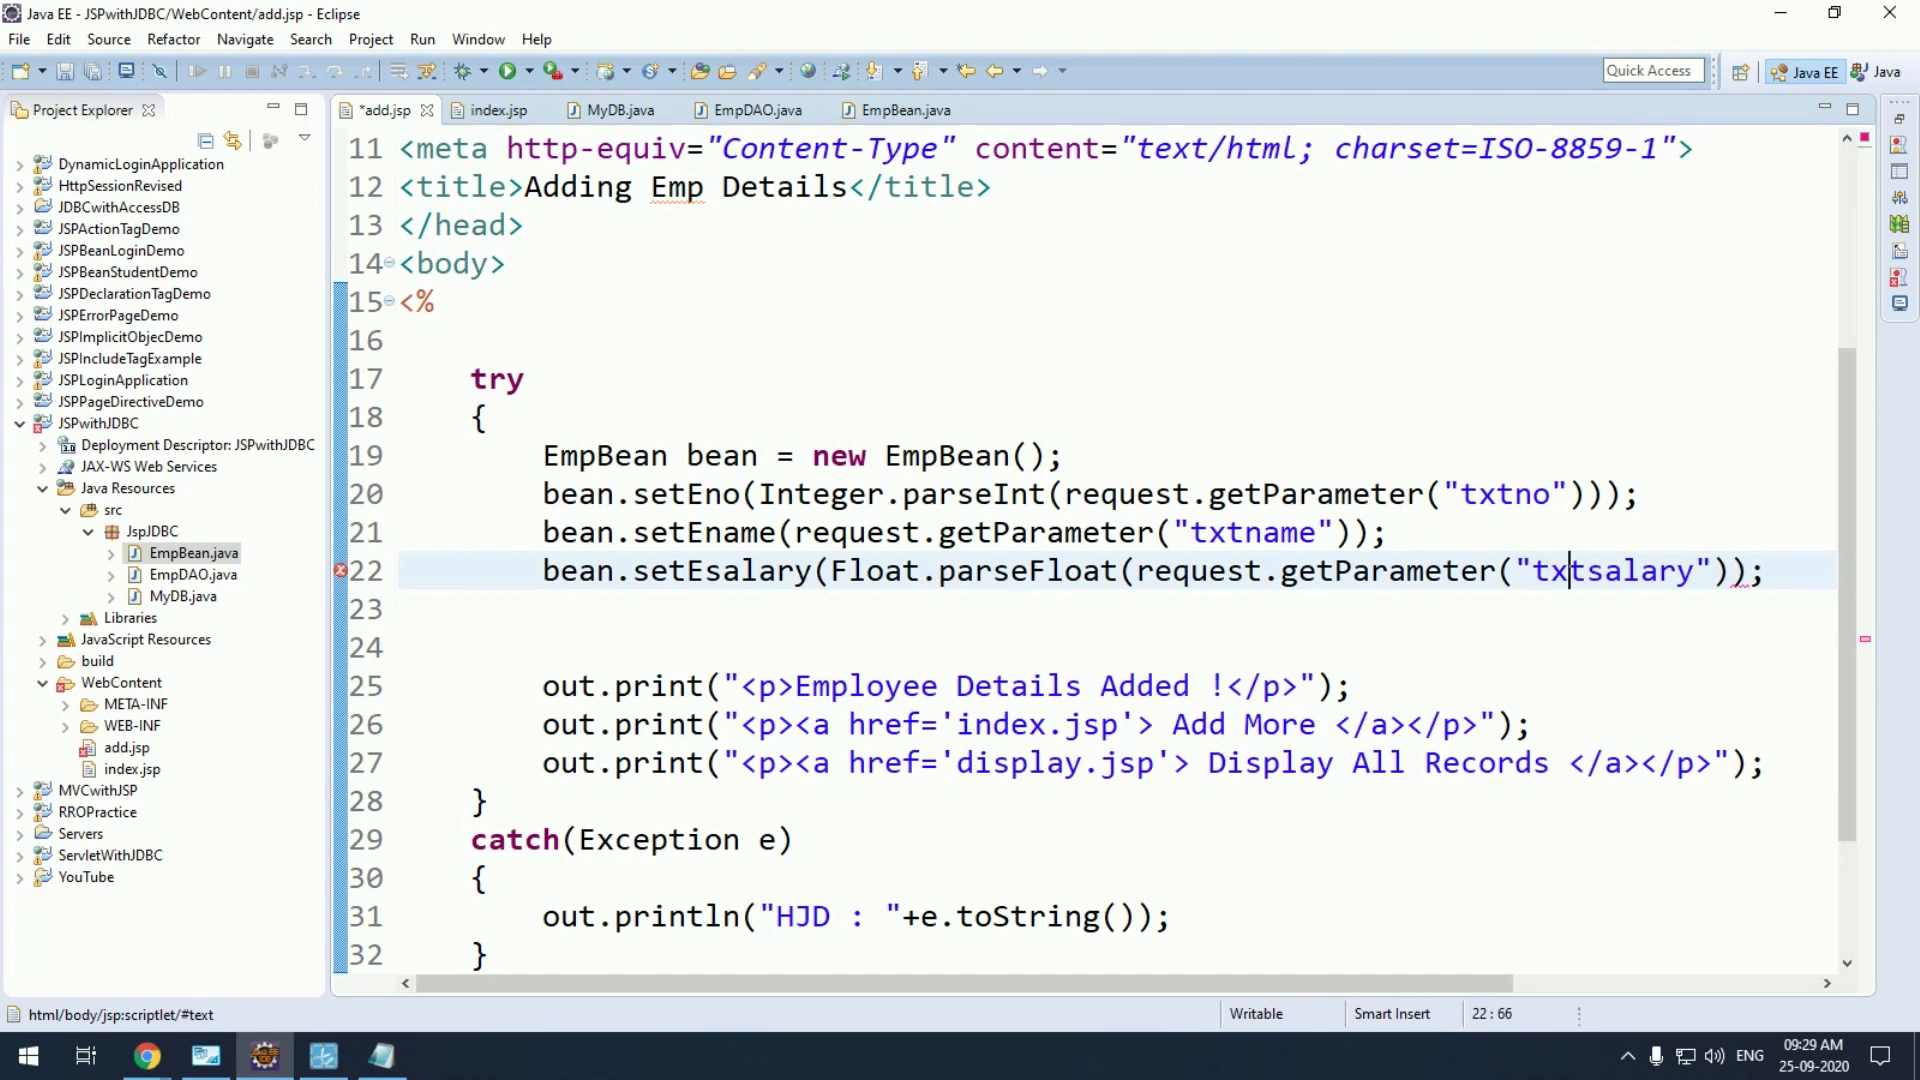 Java EE - JSPwithJDBC/WebContent/add.jsp - Eclipse
File Edit Source Refactor Navigate Search Project Run Window Help
Quick Access Java EE Java
Project Explorer
*add.jsp index.jsp MyDB.java EmpDAO.java EmpBean.java
DynamicLoginApplication
HttpSessionRevised
JDBCwithAccessDB
JSPActionTagDemo
JSPBeanLoginDemo
JSPBeanStudentDemo
JSPDeclarationTagDemo
JSPErrorPageDemo
JSPImplicitObjecDemo
JSPIncludeTagExample
JSPLoginApplication
JSPPageDirectiveDemo
JSPwithJDBC
Deployment Descriptor: JSPwithJDBC
JAX-WS Web Services
Java Resources
src
JspJDBC
EmpBean.java
EmpDAO.java
MyDB.java
Libraries
JavaScript Resources
build
WebContent
META-INF
WEB-INF
add.jsp
index.jsp
MVCwithJSP
RROPractice
Servers
ServletWithJDBC
YouTube
11 <meta http-equiv="Content-Type" content="text/html; charset=ISO-8859-1">
12 <title>Adding Emp Details</title>
13 </head>
14 <body>
15 <%
16
17 try
18 {
19 EmpBean bean = new EmpBean();
20 bean.setEno(Integer.parseInt(request.getParameter("txtno")));
21 bean.setEname(request.getParameter("txtname"));
22 bean.setEsalary(Float.parseFloat(request.getParameter("txtsalary"));
23
24
25 out.print("<p>Employee Details Added !</p>");
26 out.print("<p><a href='index.jsp'> Add More </a></p>");
27 out.print("<p><a href='display.jsp'> Display All Records </a></p>");
28 }
29 catch(Exception e)
30 {
31 out.println("HJD : "+e.toString());
32 }
html/body/jsp:scriptlet/#text Writable Smart Insert 22 : 66
ENG
09:29 AM
25-09-2020